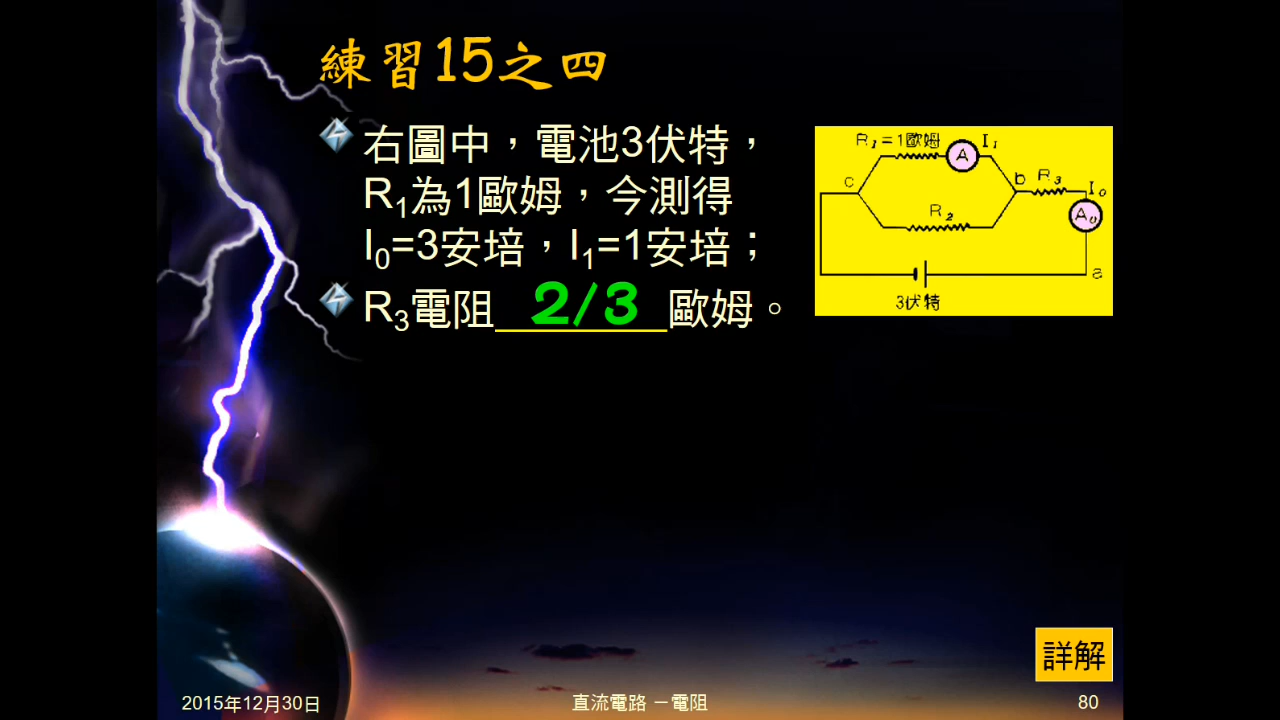 練習15之四
右圖中，電池3伏特，
R₁為1歐姆，今測得
I₀=3安培，I₁=1安培；
R₃電阻 2/3 歐姆。
R₁=1歐姆 A I₁
c b R₃ I₀
R₂ A₀
a
3伏特
詳解
2015年12月30日 直流電路 －電阻 80